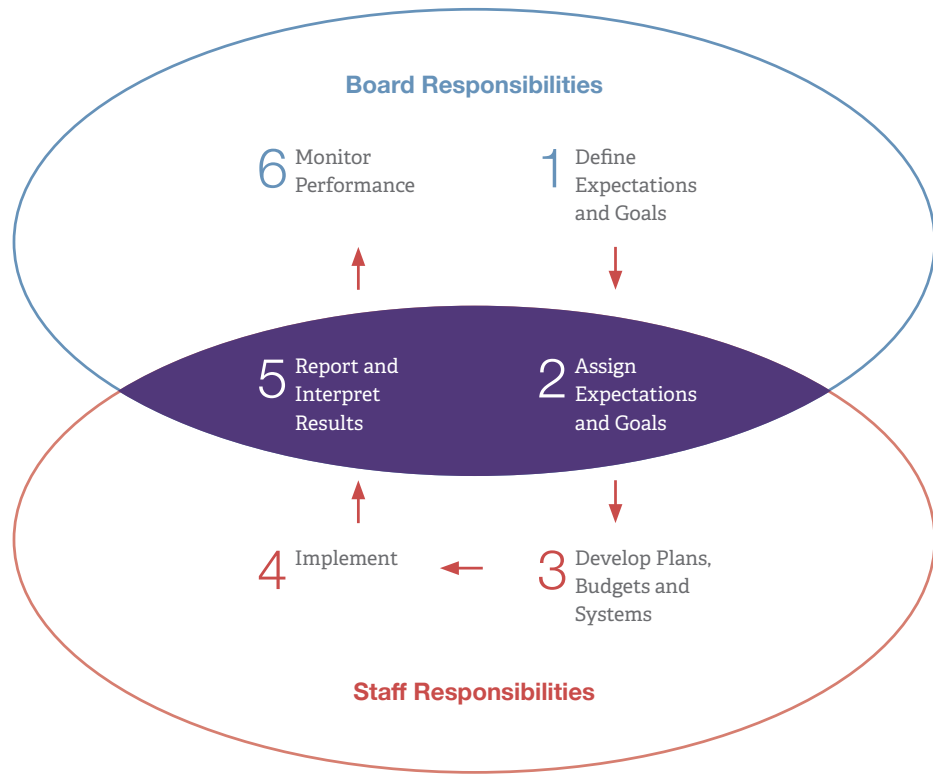 Board Responsibilities
6 Monitor
Performance
1 Define
Expectations
and Goals
5 Report and
Interpret
Results
2 Assign
Expectations
and Goals
4 Implement
3 Develop Plans,
Budgets and
Systems
Staff Responsibilities